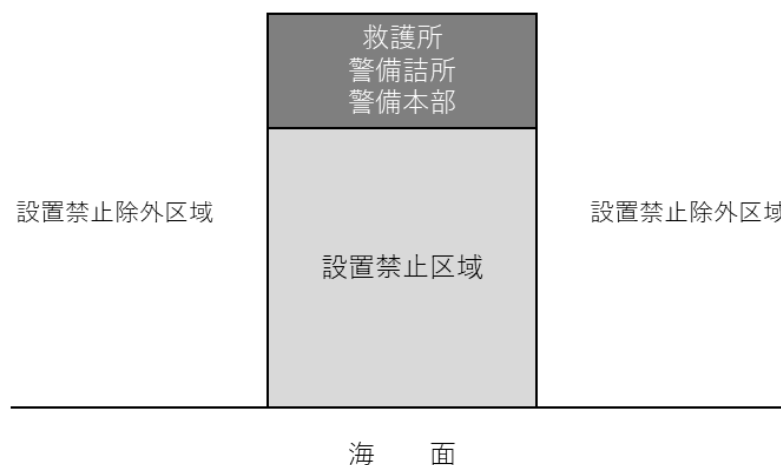 救護所
警備詰所
警備本部
設置禁止除外区域
設置禁止除外区域
設置禁止区域
海　　面